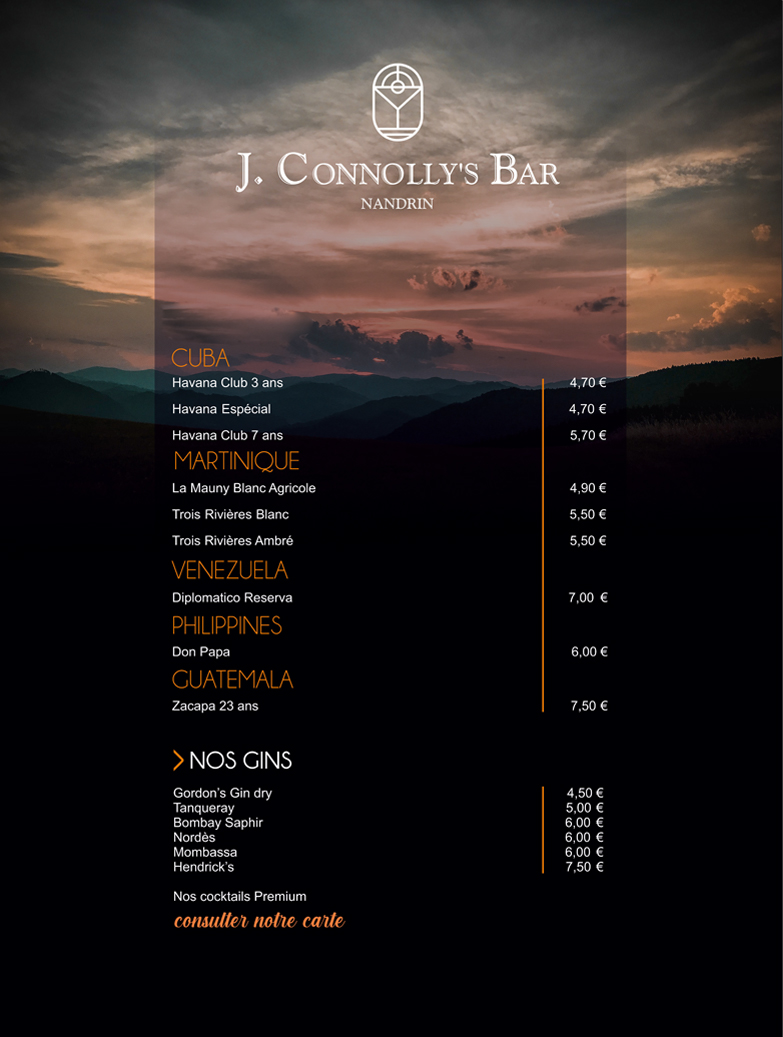 J. CONNOLLY'S BAR
NANDRIN
CUBA
Havana Club 3 ans 4,70 €
Havana Espécial 4,70 €
Havana Club 7 ans 5,70 €
MARTINIQUE
La Mauny Blanc Agricole 4,90 €
Trois Rivières Blanc 5,50 €
Trois Rivières Ambré 5,50 €
VENEZUELA
Diplomatico Reserva 7,00 €
PHILIPPINES
Don Papa 6,00 €
GUATEMALA
Zacapa 23 ans 7,50 €
NOS GINS
Gordon’s Gin dry 4,50 €
Tanqueray 5,00 €
Bombay Saphir 6,00 €
Nordès 6,00 €
Mombassa 6,00 €
Hendrick’s 7,50 €
Nos cocktails Premium
consulter notre carte